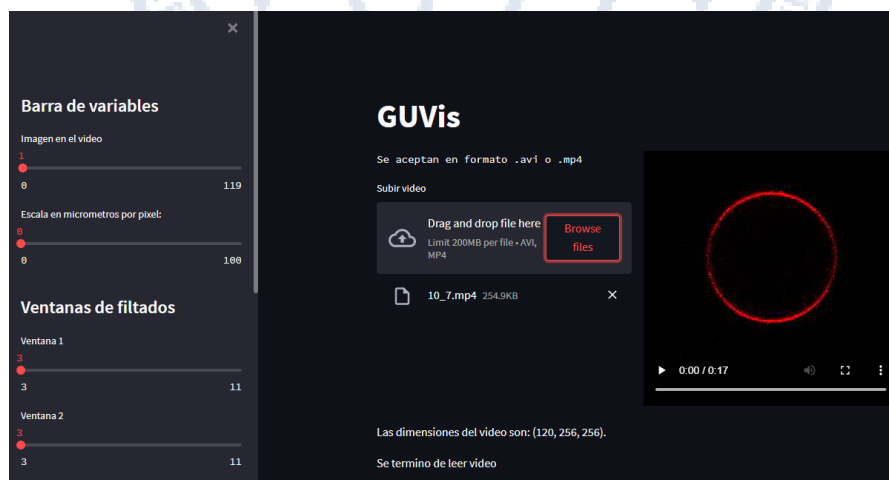 ×
Barra de variables
Imagen en el video
1
0 119
Escala en micrometros por pixel:
0
0 100
Ventanas de filtados
Ventana 1
3
3 11
Ventana 2
3
3 11
GUVis
Se aceptan en formato .avi o .mp4
Subir video
Drag and drop file here
Limit 200MB per file • AVI,
MP4
Browse
files
10_7.mp4 254.9KB ×
0:00 / 0:17
Las dimensiones del video son: (120, 256, 256).
Se termino de leer video